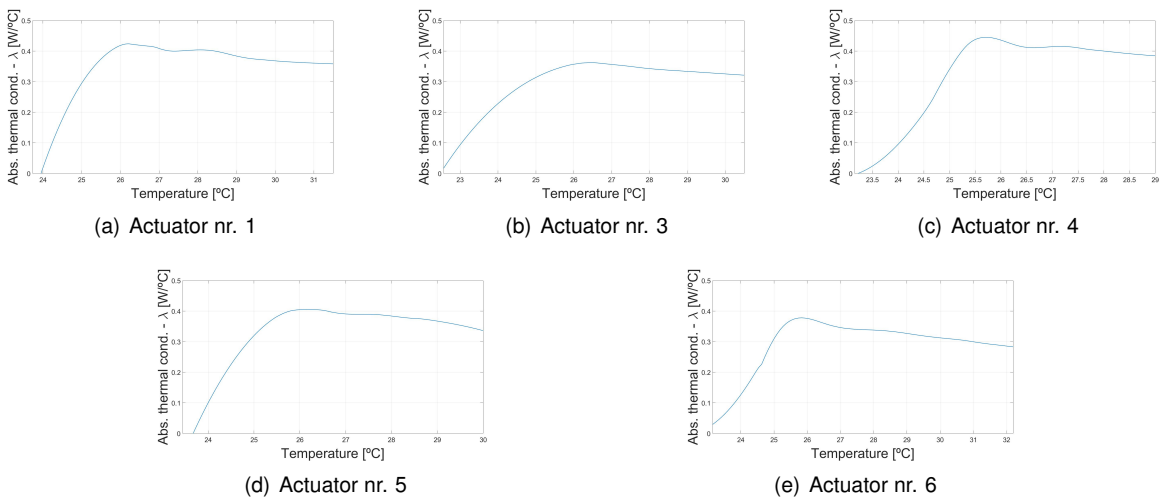 Abs. thermal cond. - λ [W/ºC]
0.5
0.4
0.3
0.2
0.1
0
24 25 26 27 28 29 30 31
Temperature [ºC]
(a) Actuator nr. 1
Abs. thermal cond. - λ [W/ºC]
0.5
0.4
0.3
0.2
0.1
0
23 24 25 26 27 28 29 30
Temperature [ºC]
(b) Actuator nr. 3
Abs. thermal cond. - λ [W/ºC]
0.5
0.4
0.3
0.2
0.1
0
23.5 24 24.5 25 25.5 26 26.5 27 27.5 28 28.5 29
Temperature [ºC]
(c) Actuator nr. 4
Abs. thermal cond. - λ [W/ºC]
0.5
0.4
0.3
0.2
0.1
0
24 25 26 27 28 29 30
Temperature [ºC]
(d) Actuator nr. 5
Abs. thermal cond. - λ [W/ºC]
0.5
0.4
0.3
0.2
0.1
0
24 25 26 27 28 29 30 31 32
Temperature [ºC]
(e) Actuator nr. 6